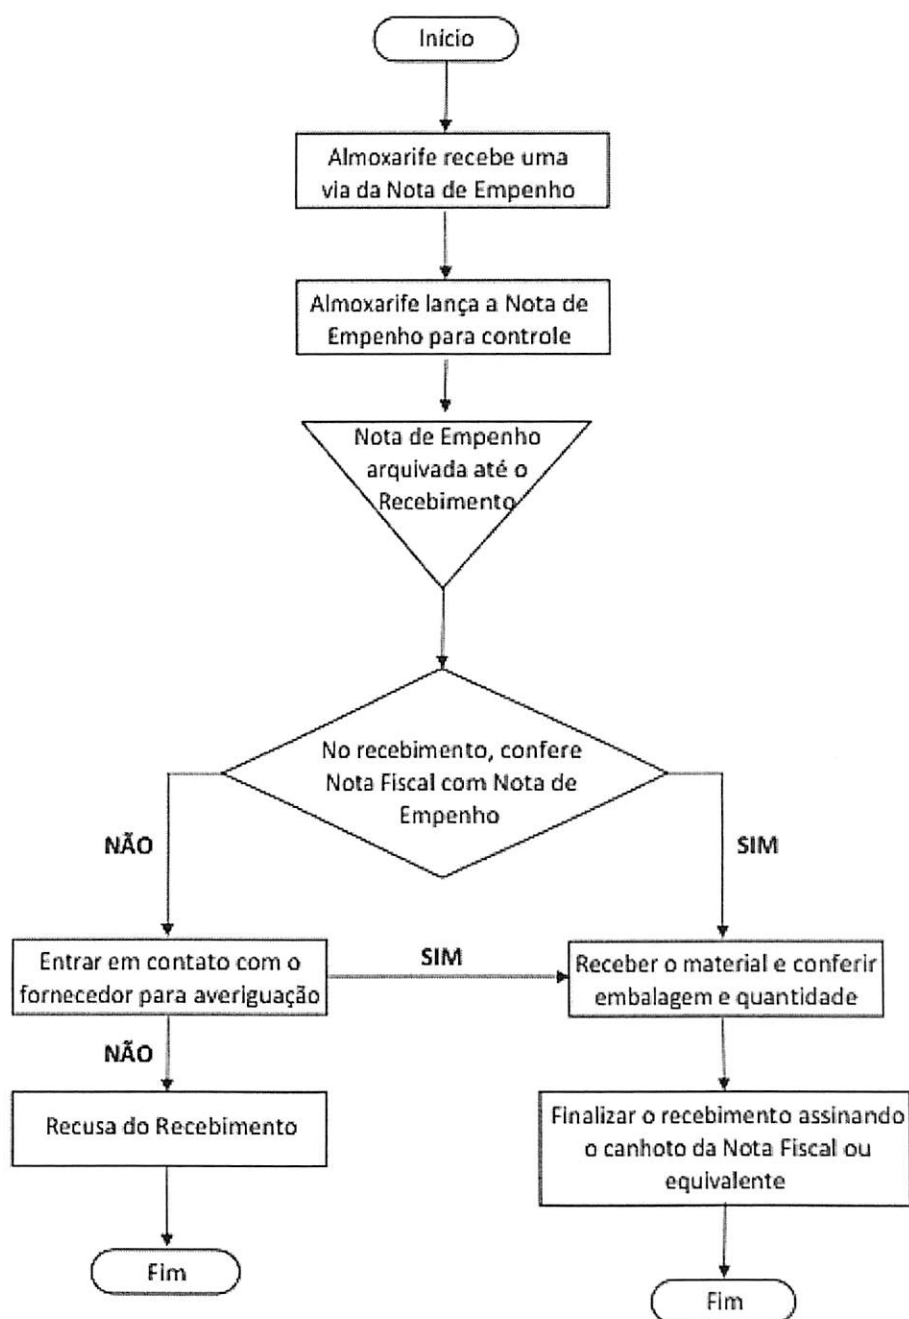 Início
Almoxarife recebe uma
via da Nota de Empenho
Almoxarife lança a Nota de
Empenho para controle
Nota de Empenho
arquivada até o
Recebimento
No recebimento, confere
Nota Fiscal com Nota de
Empenho
NÃO
SIM
Entrar em contato com o
fornecedor para averiguação
SIM
Receber o material e conferir
embalagem e quantidade
NÃO
Recusa do Recebimento
Finalizar o recebimento assinando
o canhoto da Nota Fiscal ou
equivalente
Fim
Fim